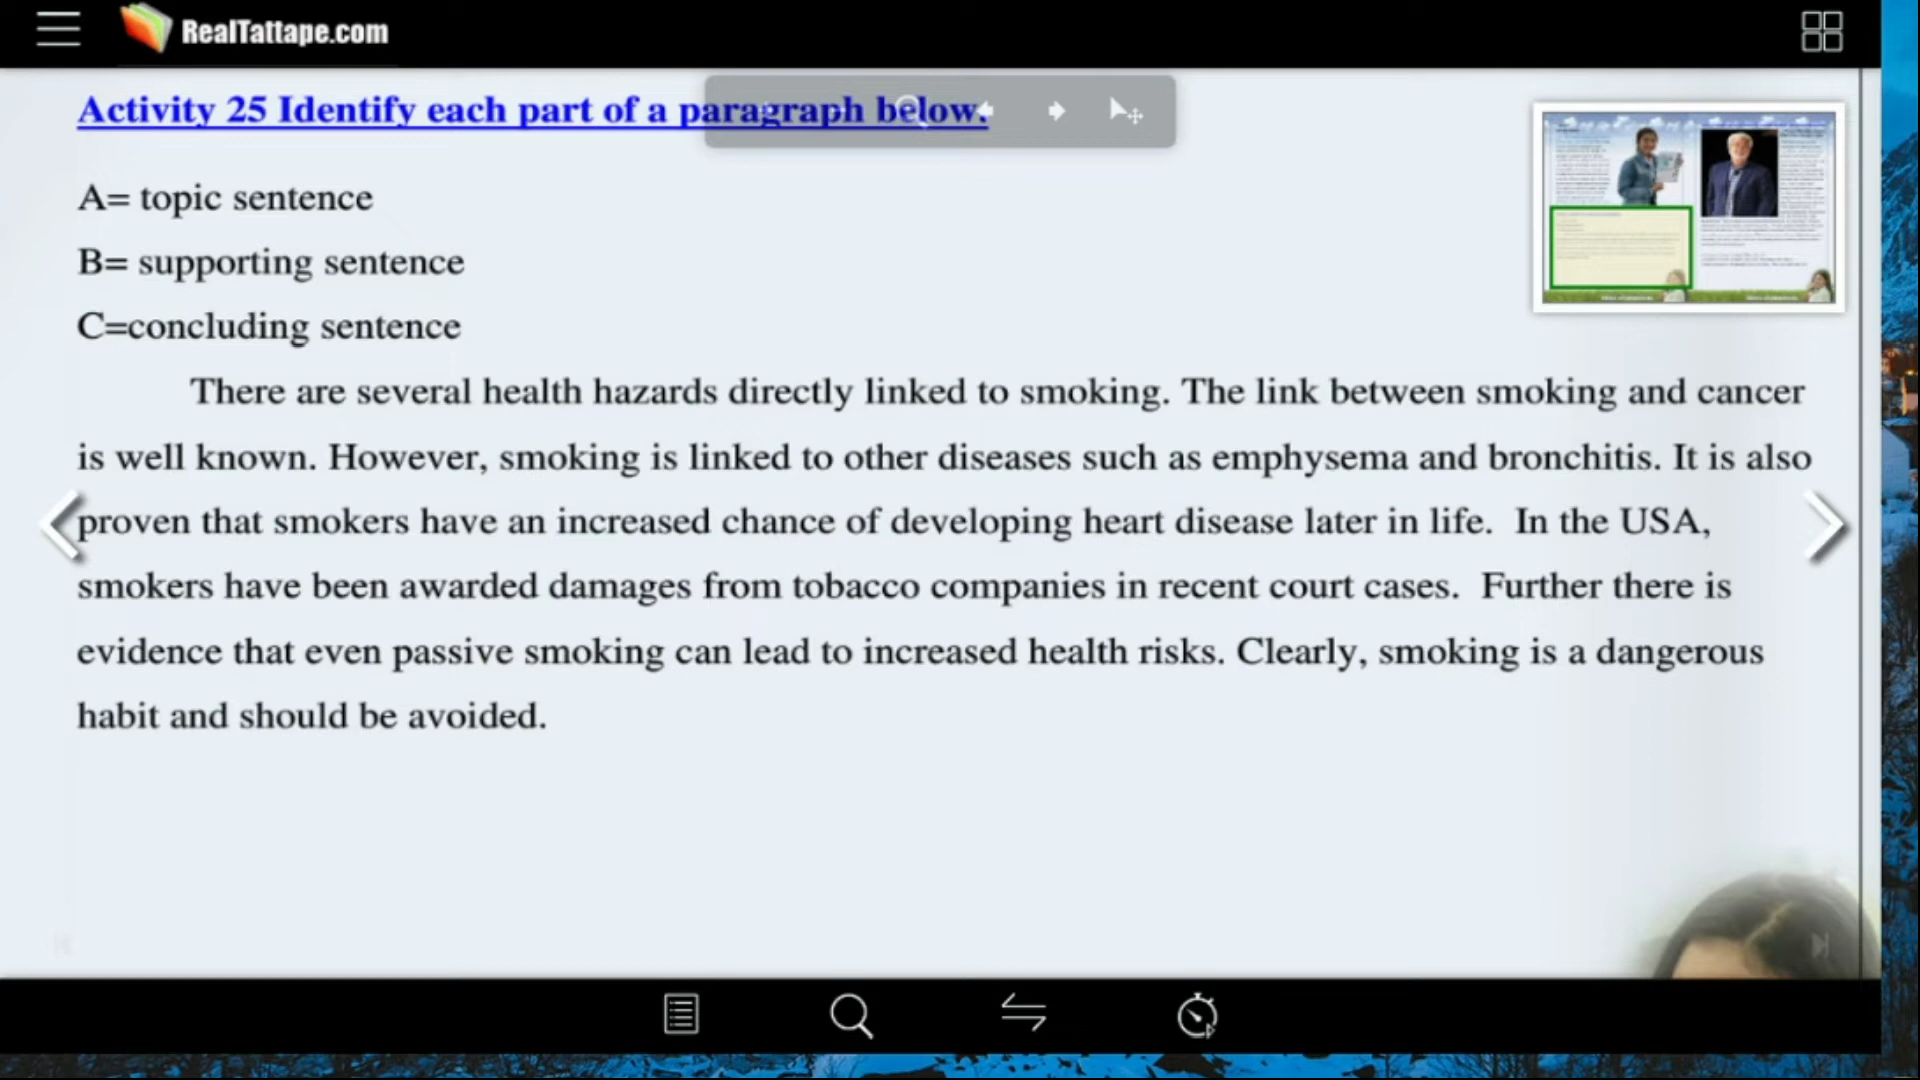 RealTattape.com
Activity 25 Identify each part of a paragraph below.
A= topic sentence
B= supporting sentence
C=concluding sentence
There are several health hazards directly linked to smoking. The link between smoking and cancer
is well known. However, smoking is linked to other diseases such as emphysema and bronchitis. It is also
proven that smokers have an increased chance of developing heart disease later in life.  In the USA,
smokers have been awarded damages from tobacco companies in recent court cases.  Further there is
evidence that even passive smoking can lead to increased health risks. Clearly, smoking is a dangerous
habit and should be avoided.